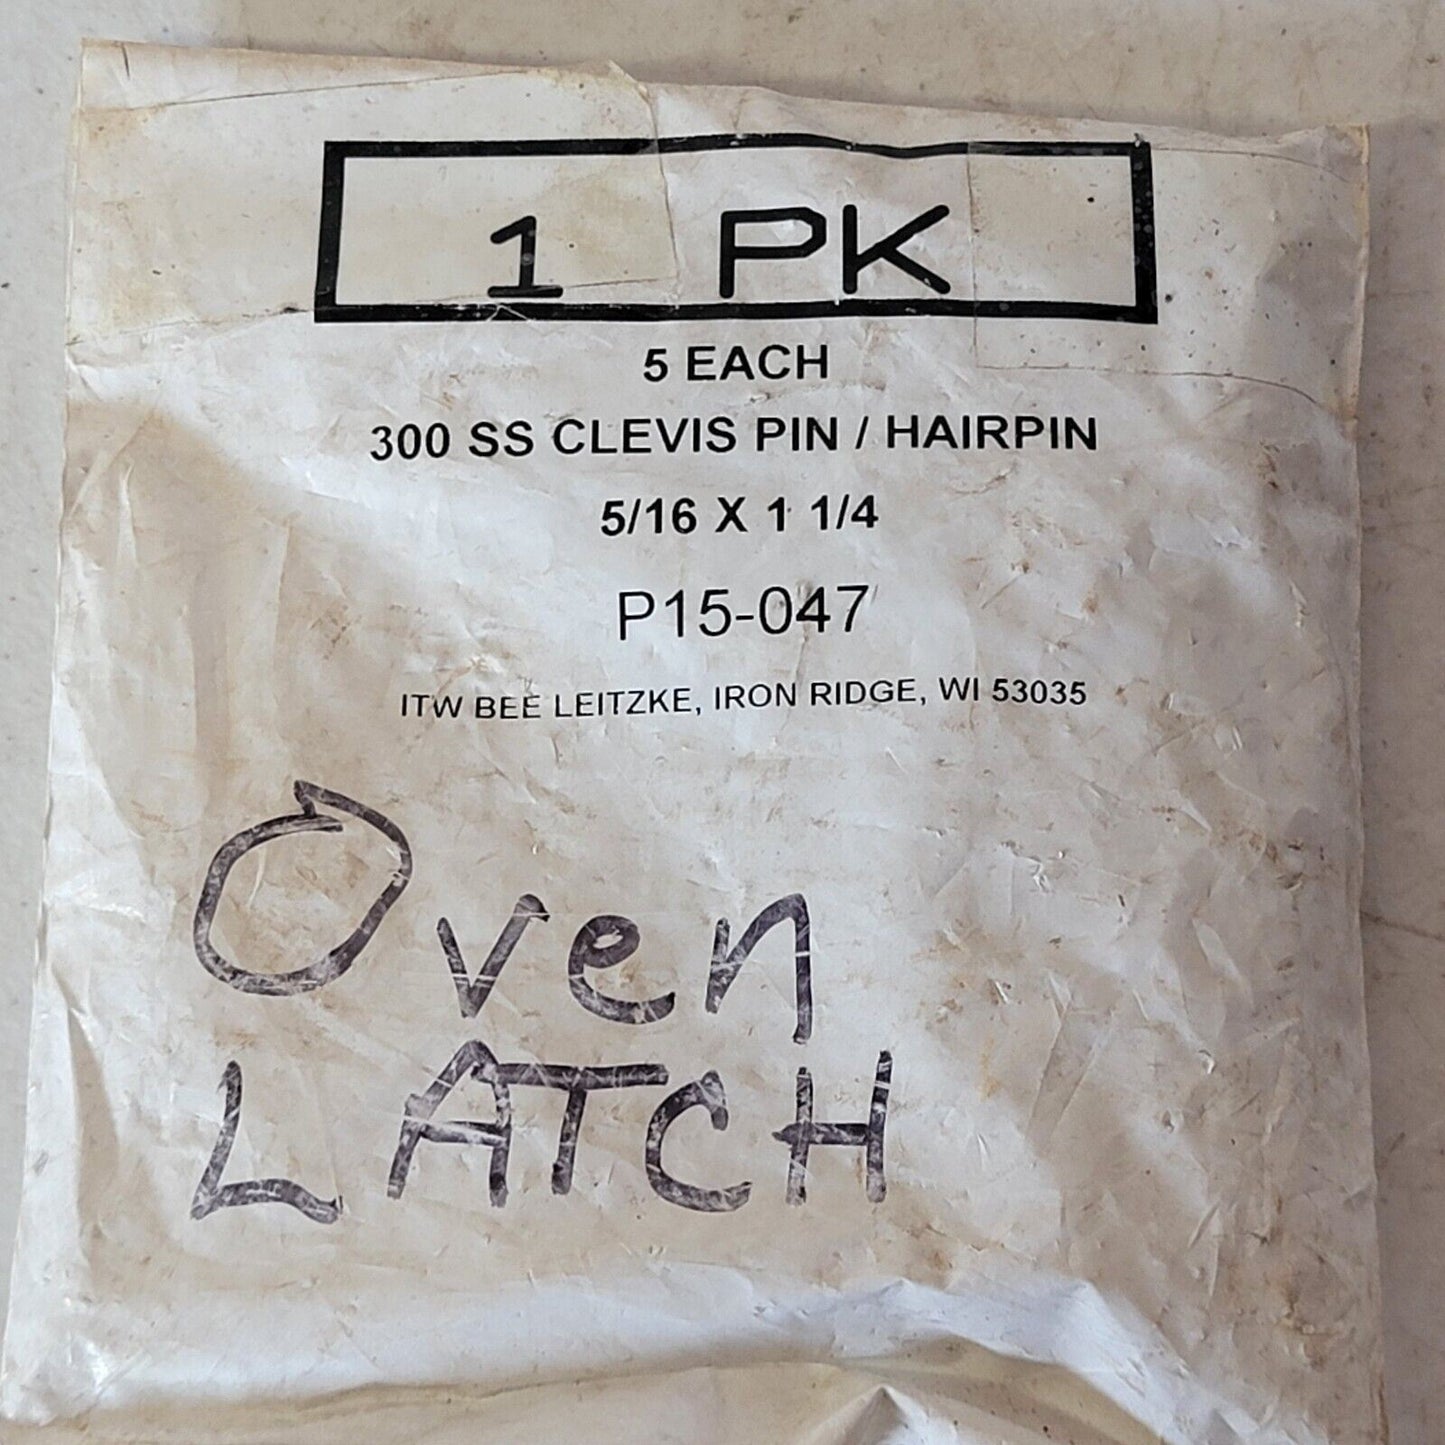 1 PK
5 EACH
300 SS CLEVIS PIN / HAIRPIN
5/16 X 1 1/4
P15-047
ITW BEE LEITZKE, IRON RIDGE, WI 53035
Oven
LATCH